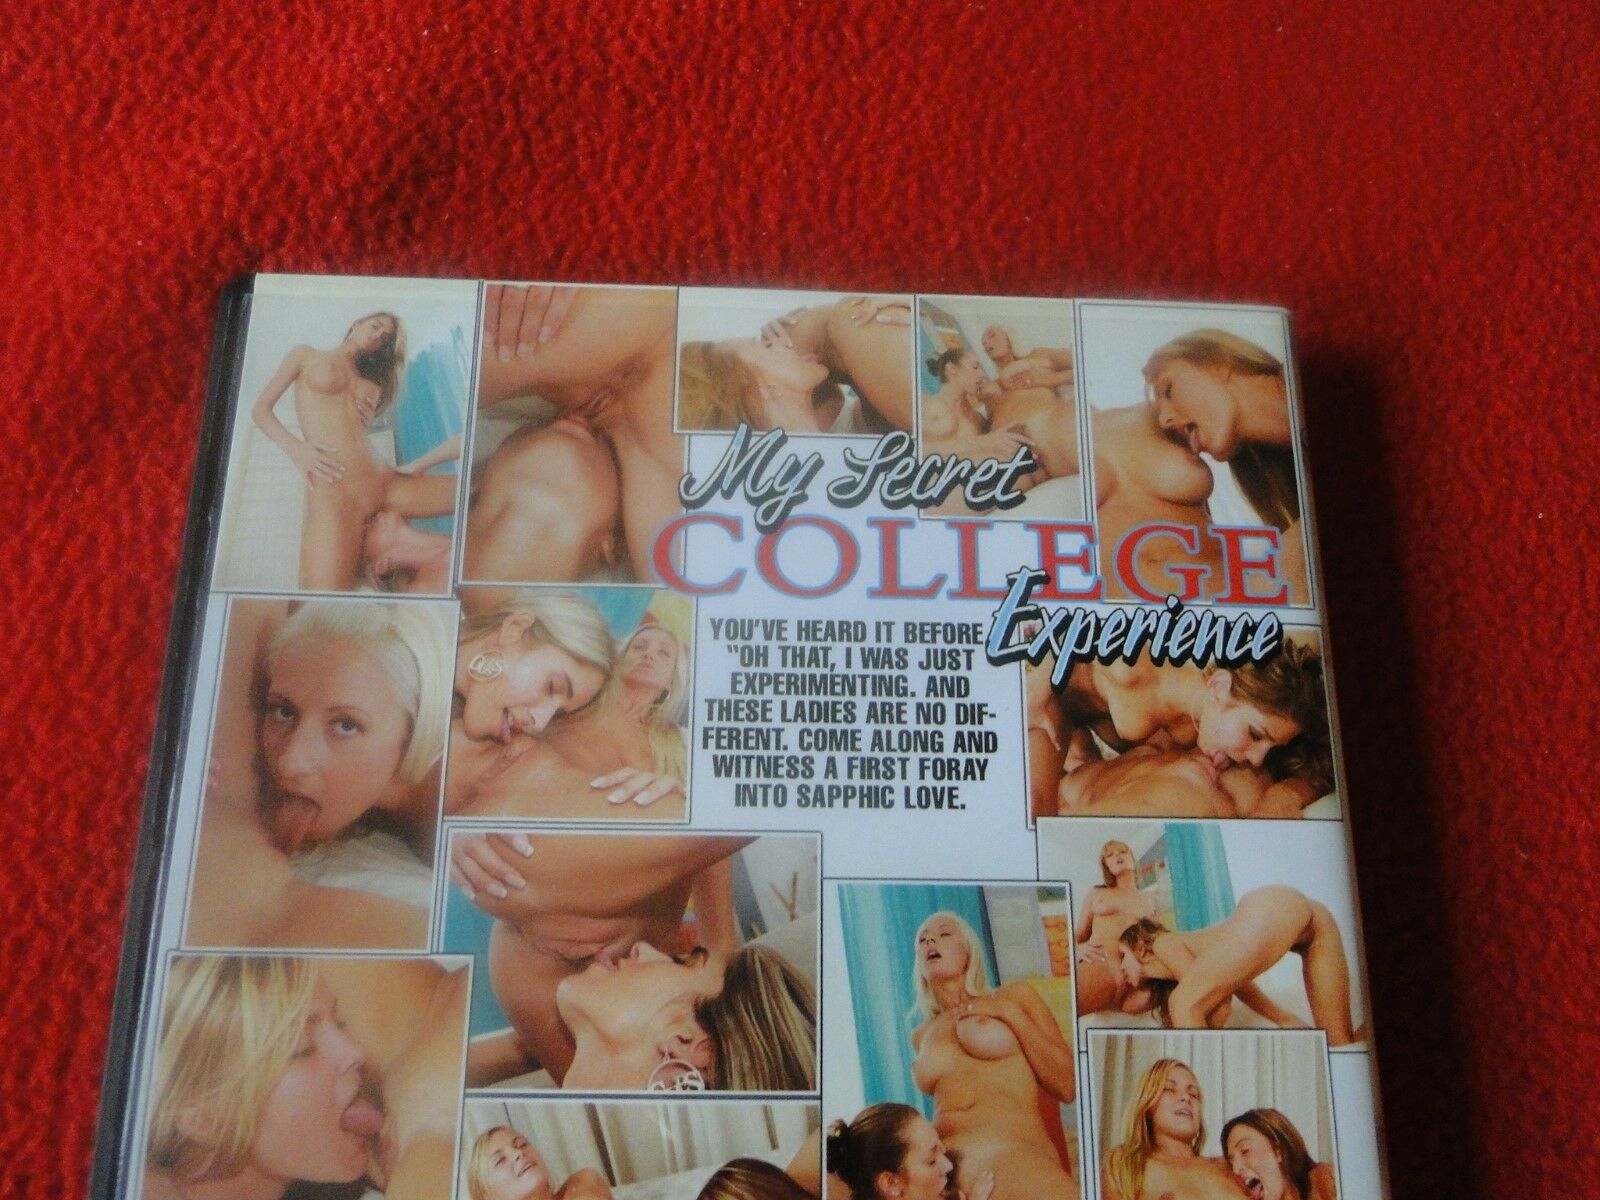 My Secret
COLLEGE
Experience
YOU'VE HEARD IT BEFORE
"OH THAT, I WAS JUST
EXPERIMENTING. AND
THESE LADIES ARE NO DIF-
FERENT. COME ALONG AND
WITNESS A FIRST FORAY
INTO SAPPHIC LOVE.